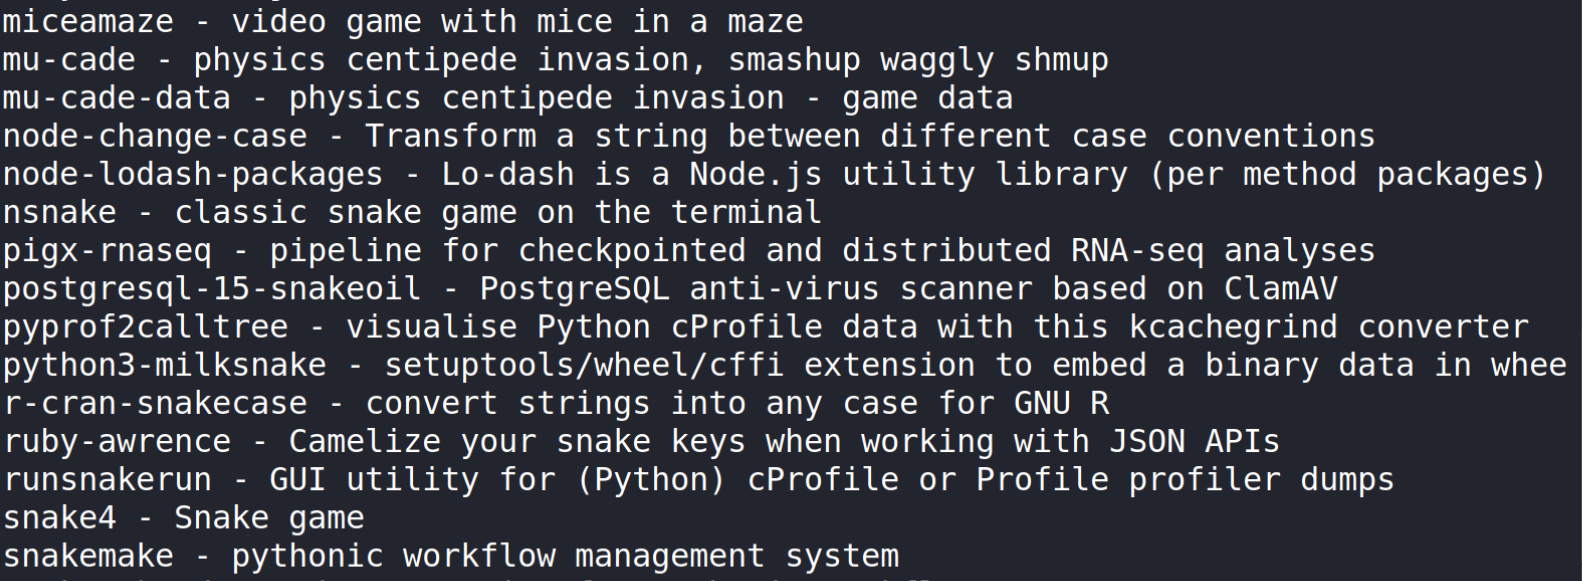 miceamaze - video game with mice in a maze
mu-cade - physics centipede invasion, smashup waggly shmup
mu-cade-data - physics centipede invasion - game data
node-change-case - Transform a string between different case conventions
node-lodash-packages - Lo-dash is a Node.js utility library (per method packages)
nsnake - classic snake game on the terminal
pigx-rnaseq - pipeline for checkpointed and distributed RNA-seq analyses
postgresql-15-snakeoil - PostgreSQL anti-virus scanner based on ClamAV
pyprof2calltree - visualise Python cProfile data with this kcachegrind converter
python3-milksnake - setuptools/wheel/cffi extension to embed a binary data in whee
r-cran-snakecase - convert strings into any case for GNU R
ruby-awrence - Camelize your snake keys when working with JSON APIs
runsnakerun - GUI utility for (Python) cProfile or Profile profiler dumps
snake4 - Snake game
snakemake - pythonic workflow management system